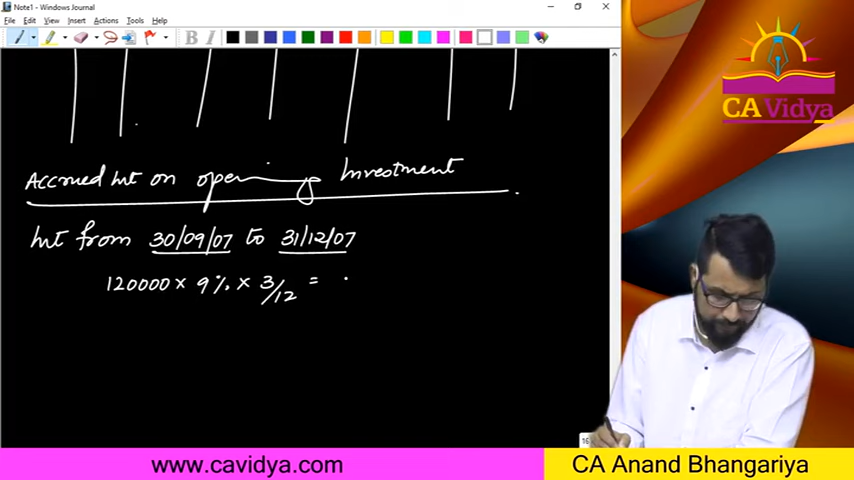 Note1 - Windows Journal
File Edit View Insert Actions Tools Help
B I
CA Vidya
Accrued Int on opening Investment
Int from 30/09/07 to 31/12/07
120000 × 9% × 3/12 =
16
www.cavidya.com
CA Anand Bhangariya